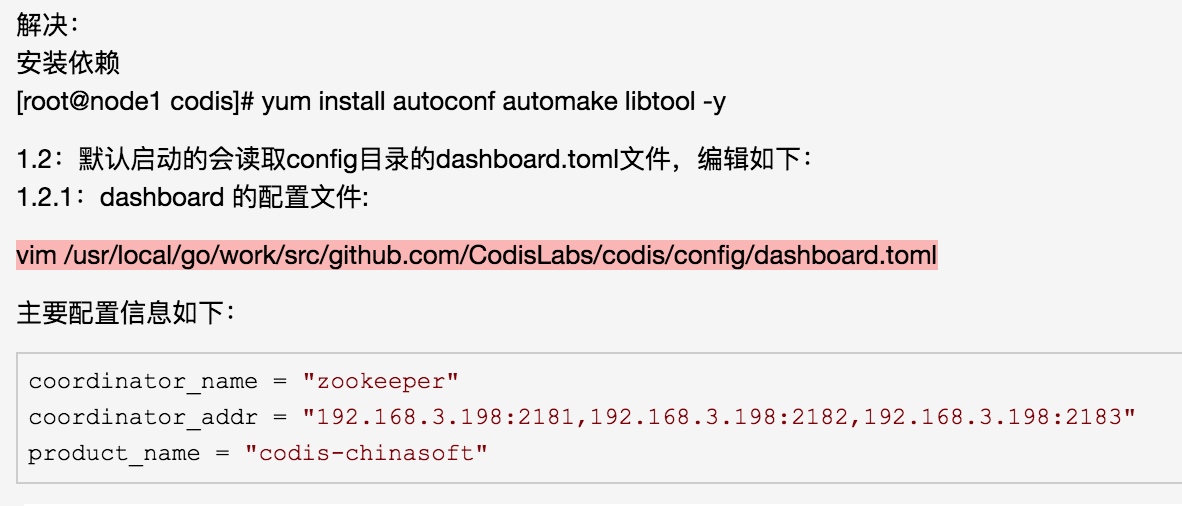 解决：
安装依赖
[root@node1 codis]# yum install autoconf automake libtool -y
1.2：默认启动的会读取config目录的dashboard.toml文件，编辑如下：
1.2.1：dashboard 的配置文件:
vim /usr/local/go/work/src/github.com/CodisLabs/codis/config/dashboard.toml
主要配置信息如下：
coordinator_name = "zookeeper"
coordinator_addr = "192.168.3.198:2181,192.168.3.198:2182,192.168.3.198:2183"
product_name = "codis-chinasoft"